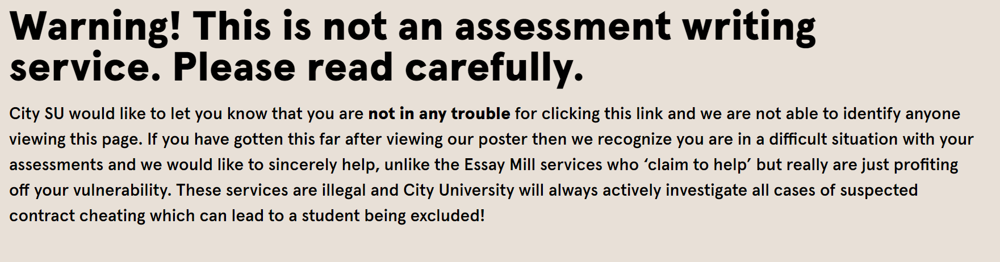 Warning! This is not an assessment writing
service. Please read carefully.
City SU would like to let you know that you are not in any trouble for clicking this link and we are not able to identify anyone
viewing this page. If you have gotten this far after viewing our poster then we recognize you are in a difficult situation with your
assessments and we would like to sincerely help, unlike the Essay Mill services who ‘claim to help’ but really are just profiting
off your vulnerability. These services are illegal and City University will always actively investigate all cases of suspected
contract cheating which can lead to a student being excluded!